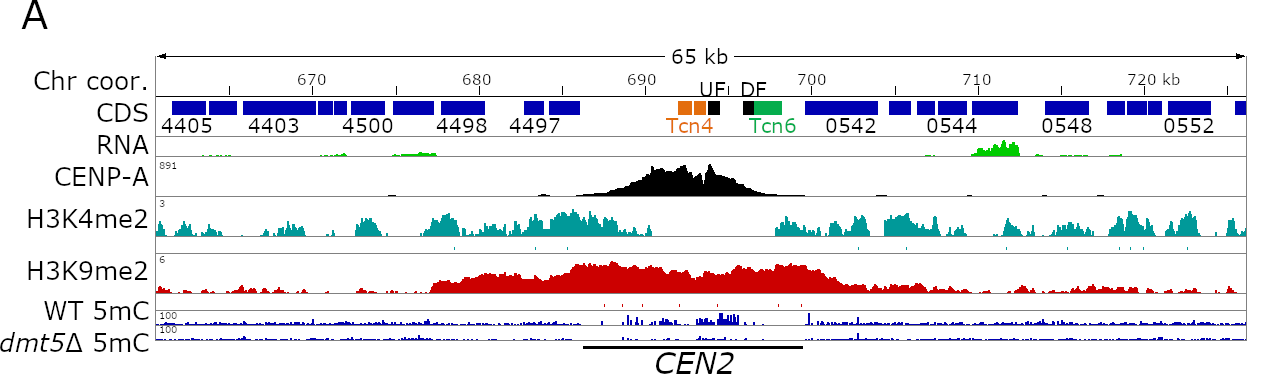 A
65 kb
Chr coor. 670 680 690 700 710 720 kb
UF DF
CDS
4405 4403 4500 4498 4497 Tcn4 Tcn6 0542 0544 0548 0552
RNA
CENP-A 891
H3K4me2 3
H3K9me2 6
WT 5mC 100
dmt5Δ 5mC 100
CEN2